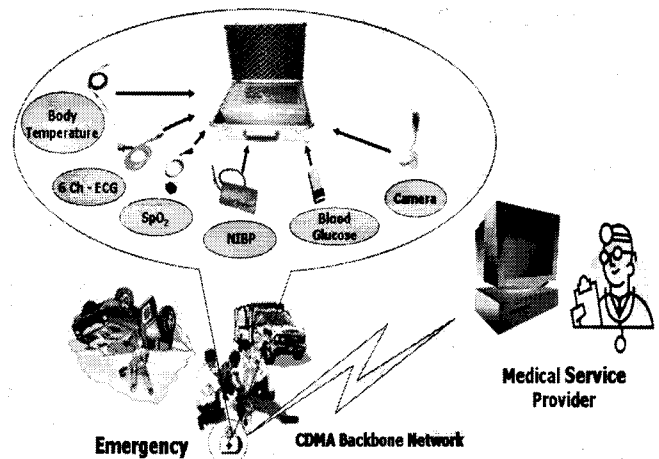 Body
Temperature
6 Ch - ECG
SpO₂
NIBP
Blood
Glucose
Camera
Medical Service
Provider
Emergency
CDMA Backbone Network